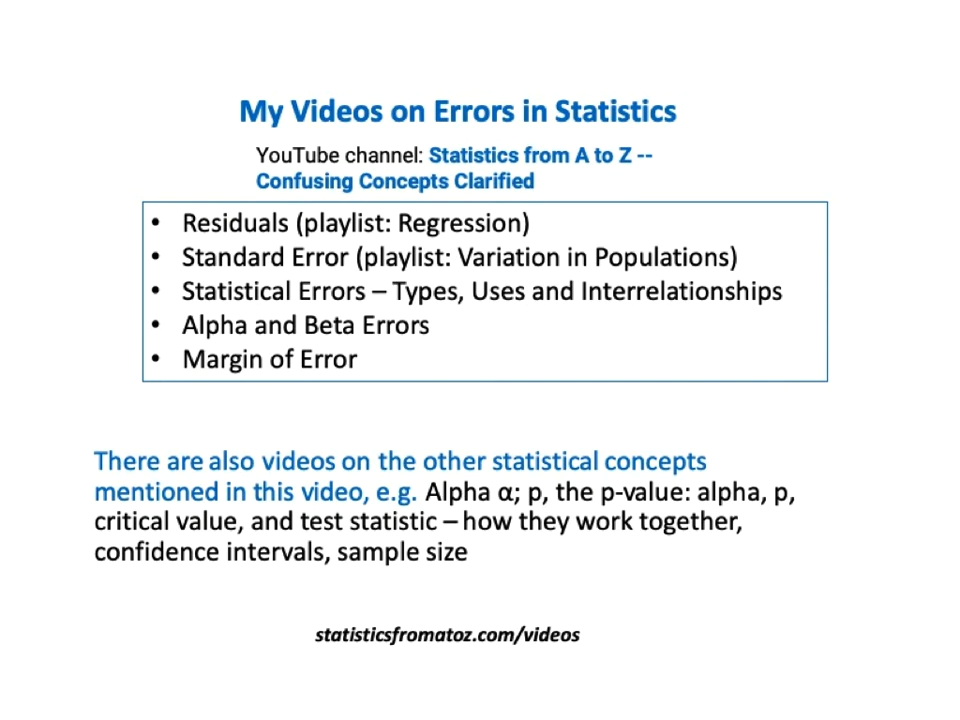 My Videos on Errors in Statistics
YouTube channel: Statistics from A to Z --
Confusing Concepts Clarified
• Residuals (playlist: Regression)
• Standard Error (playlist: Variation in Populations)
• Statistical Errors – Types, Uses and Interrelationships
• Alpha and Beta Errors
• Margin of Error
There are also videos on the other statistical concepts
mentioned in this video, e.g. Alpha α; p, the p-value: alpha, p,
critical value, and test statistic – how they work together,
confidence intervals, sample size
statisticsfromatoz.com/videos